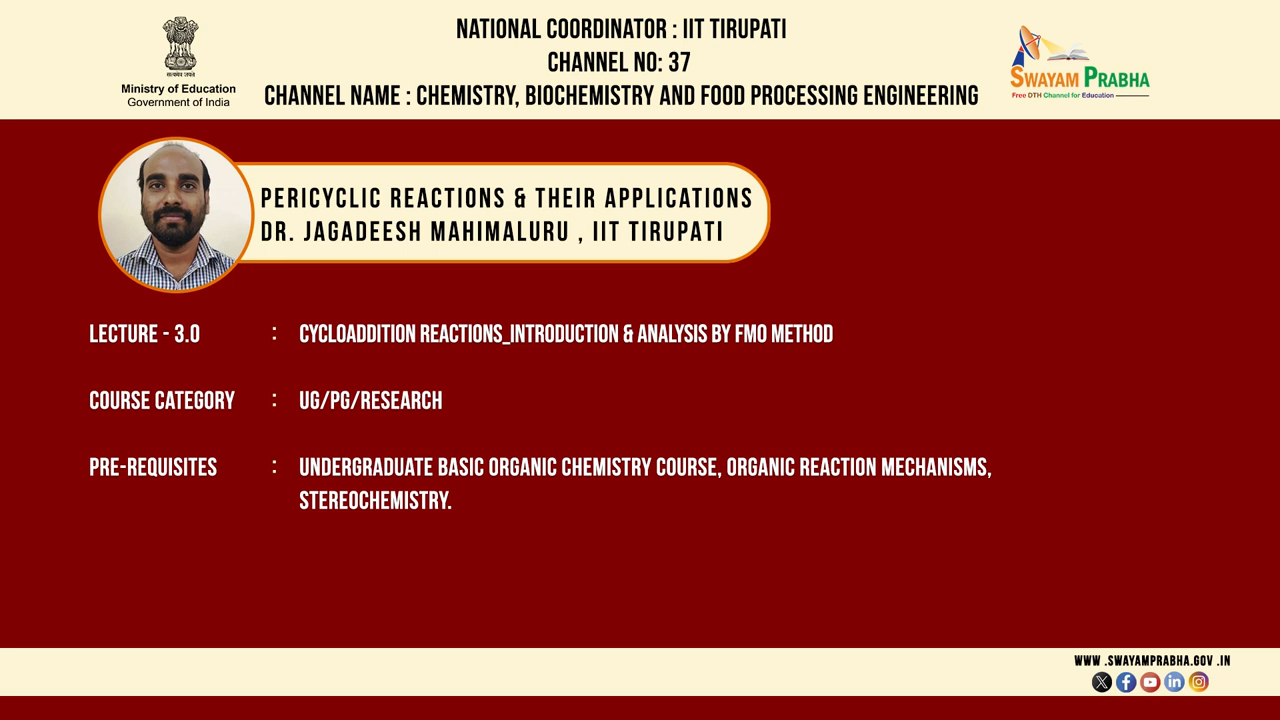 NATIONAL COORDINATOR : IIT TIRUPATI
CHANNEL NO: 37
CHANNEL NAME : CHEMISTRY, BIOCHEMISTRY AND FOOD PROCESSING ENGINEERING
सत्यमेव जयते
Ministry of Education
Government of India
SWAYAM PRABHA
Free DTH Channel for Education
PERICYCLIC REACTIONS & THEIR APPLICATIONS
DR. JAGADEESH MAHIMALURU , IIT TIRUPATI
LECTURE - 3.0 : CYCLOADDITION REACTIONS_INTRODUCTION & ANALYSIS BY FMO METHOD
COURSE CATEGORY : UG/PG/RESEARCH
PRE-REQUISITES : UNDERGRADUATE BASIC ORGANIC CHEMISTRY COURSE, ORGANIC REACTION MECHANISMS,
STEREOCHEMISTRY.
WWW .SWAYAMPRABHA.GOV .IN